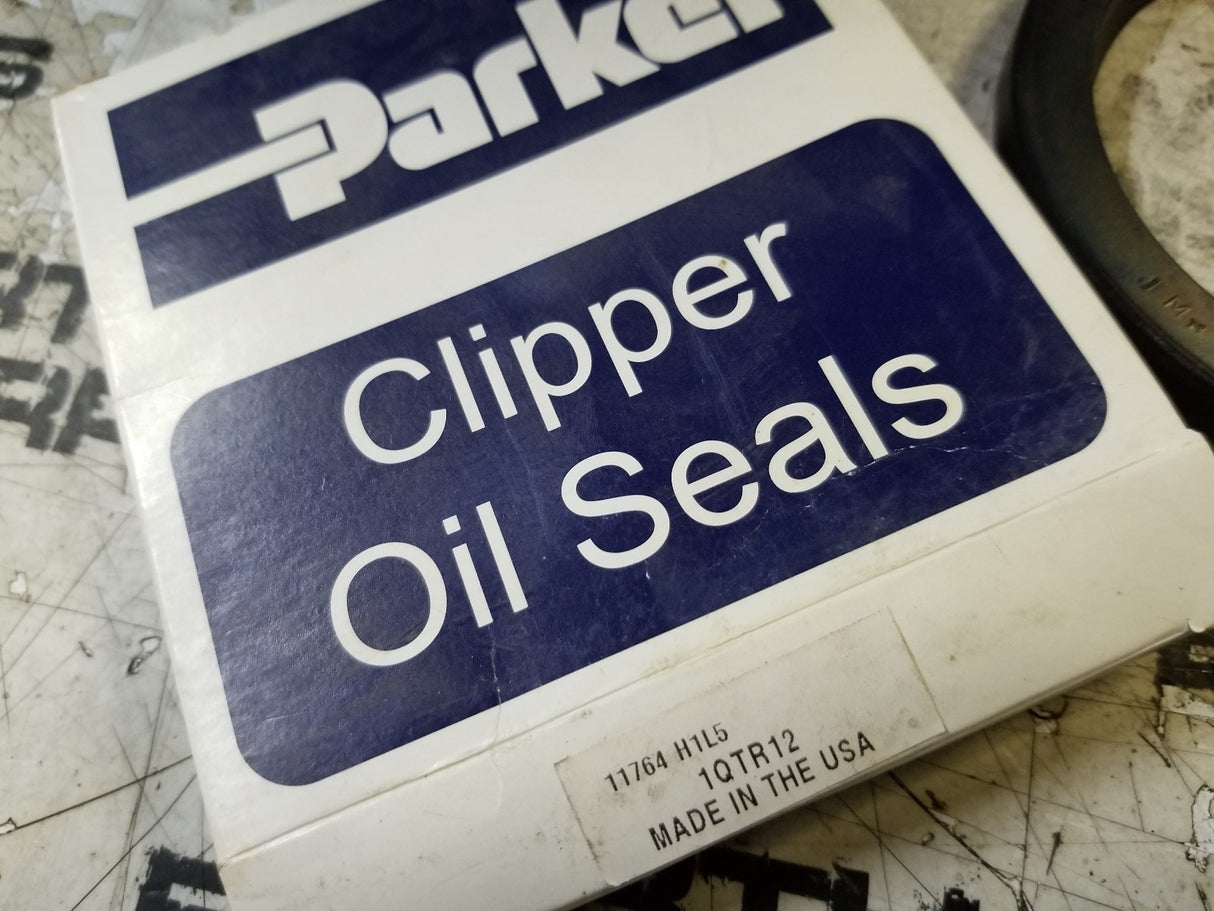 Parker
Clipper
Oil Seals
11764 H1L5
1QTR12
MADE IN THE USA